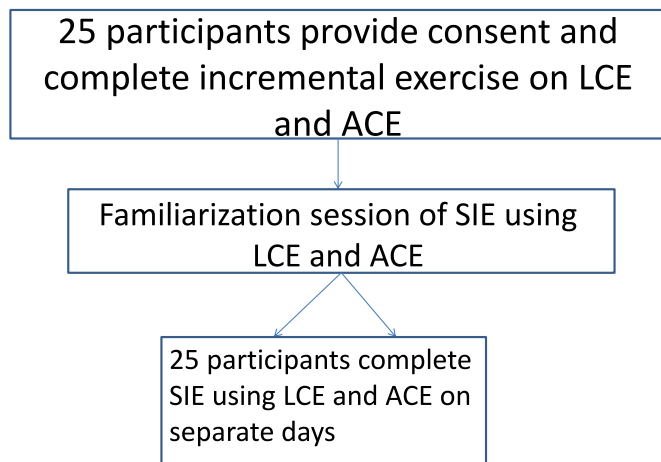 25 participants provide consent and
complete incremental exercise on LCE
and ACE
Familiarization session of SIE using
LCE and ACE
25 participants complete
SIE using LCE and ACE on
separate days